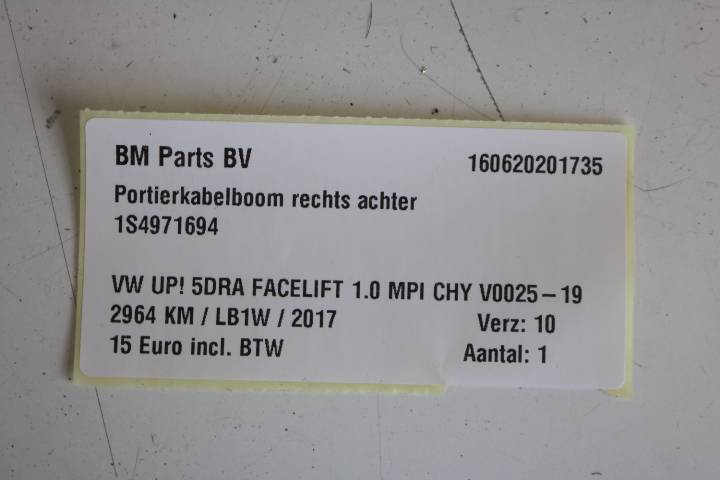 BM Parts BV 160620201735
Portierkabelboom rechts achter
1S4971694
VW UP! 5DRA FACELIFT 1.0 MPI CHY V0025-19
2964 KM / LB1W / 2017 Verz: 10
15 Euro incl. BTW Aantal: 1